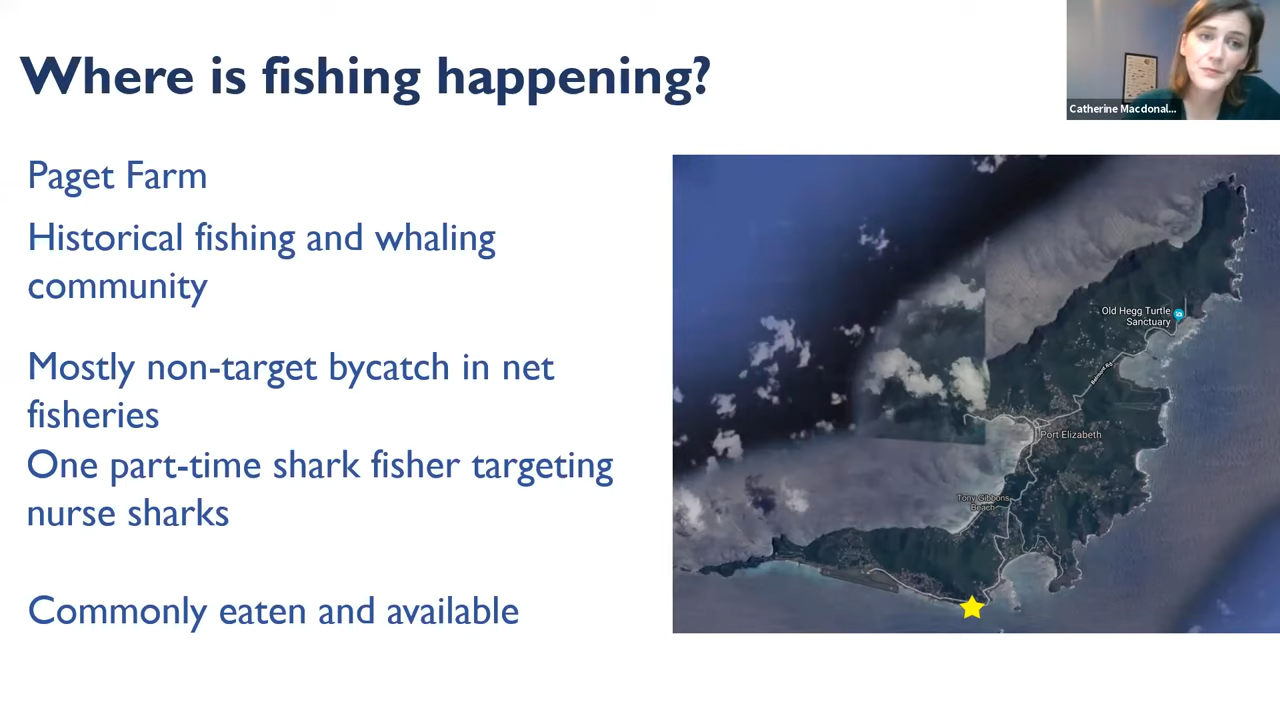 Where is fishing happening?
Catherine Macdonal...
Paget Farm
Historical fishing and whaling
community
Mostly non-target bycatch in net
fisheries
One part-time shark fisher targeting
nurse sharks
Commonly eaten and available
Old Hegg Turtle
Sanctuary
Belmont Rd
Port Elizabeth
Tony Gibbons
Beach